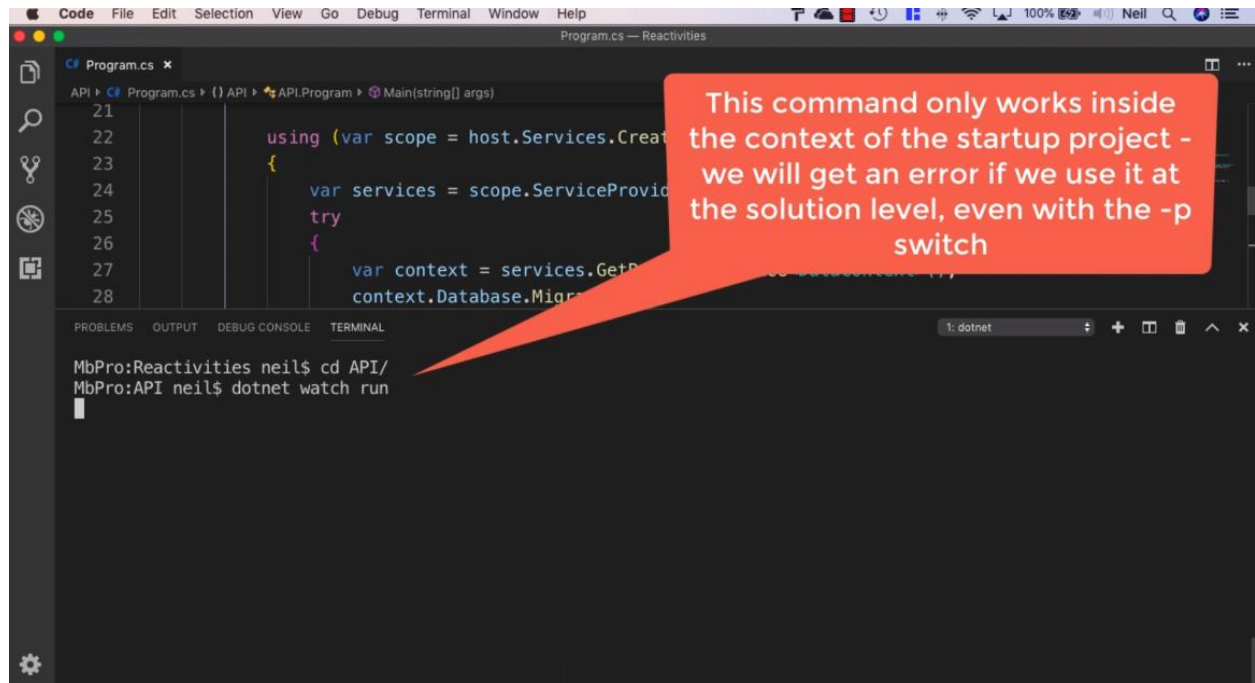 Code File Edit Selection View Go Debug Terminal Window Help 100% Neil
Program.cs — Reactivities
C# Program.cs ×
API ▸ C# Program.cs ▸ {} API ▸ API.Program ▸ Main(string[] args)
This command only works inside
the context of the startup project -
we will get an error if we use it at
the solution level, even with the -p
switch
21
22 using (var scope = host.Services.Creat
23 {
24 var services = scope.ServiceProvid
25 try
26 {
27 var context = services.GetR
28 context.Database.Migr
PROBLEMS OUTPUT DEBUG CONSOLE TERMINAL 1: dotnet
MbPro:Reactivities neil$ cd API/
MbPro:API neil$ dotnet watch run